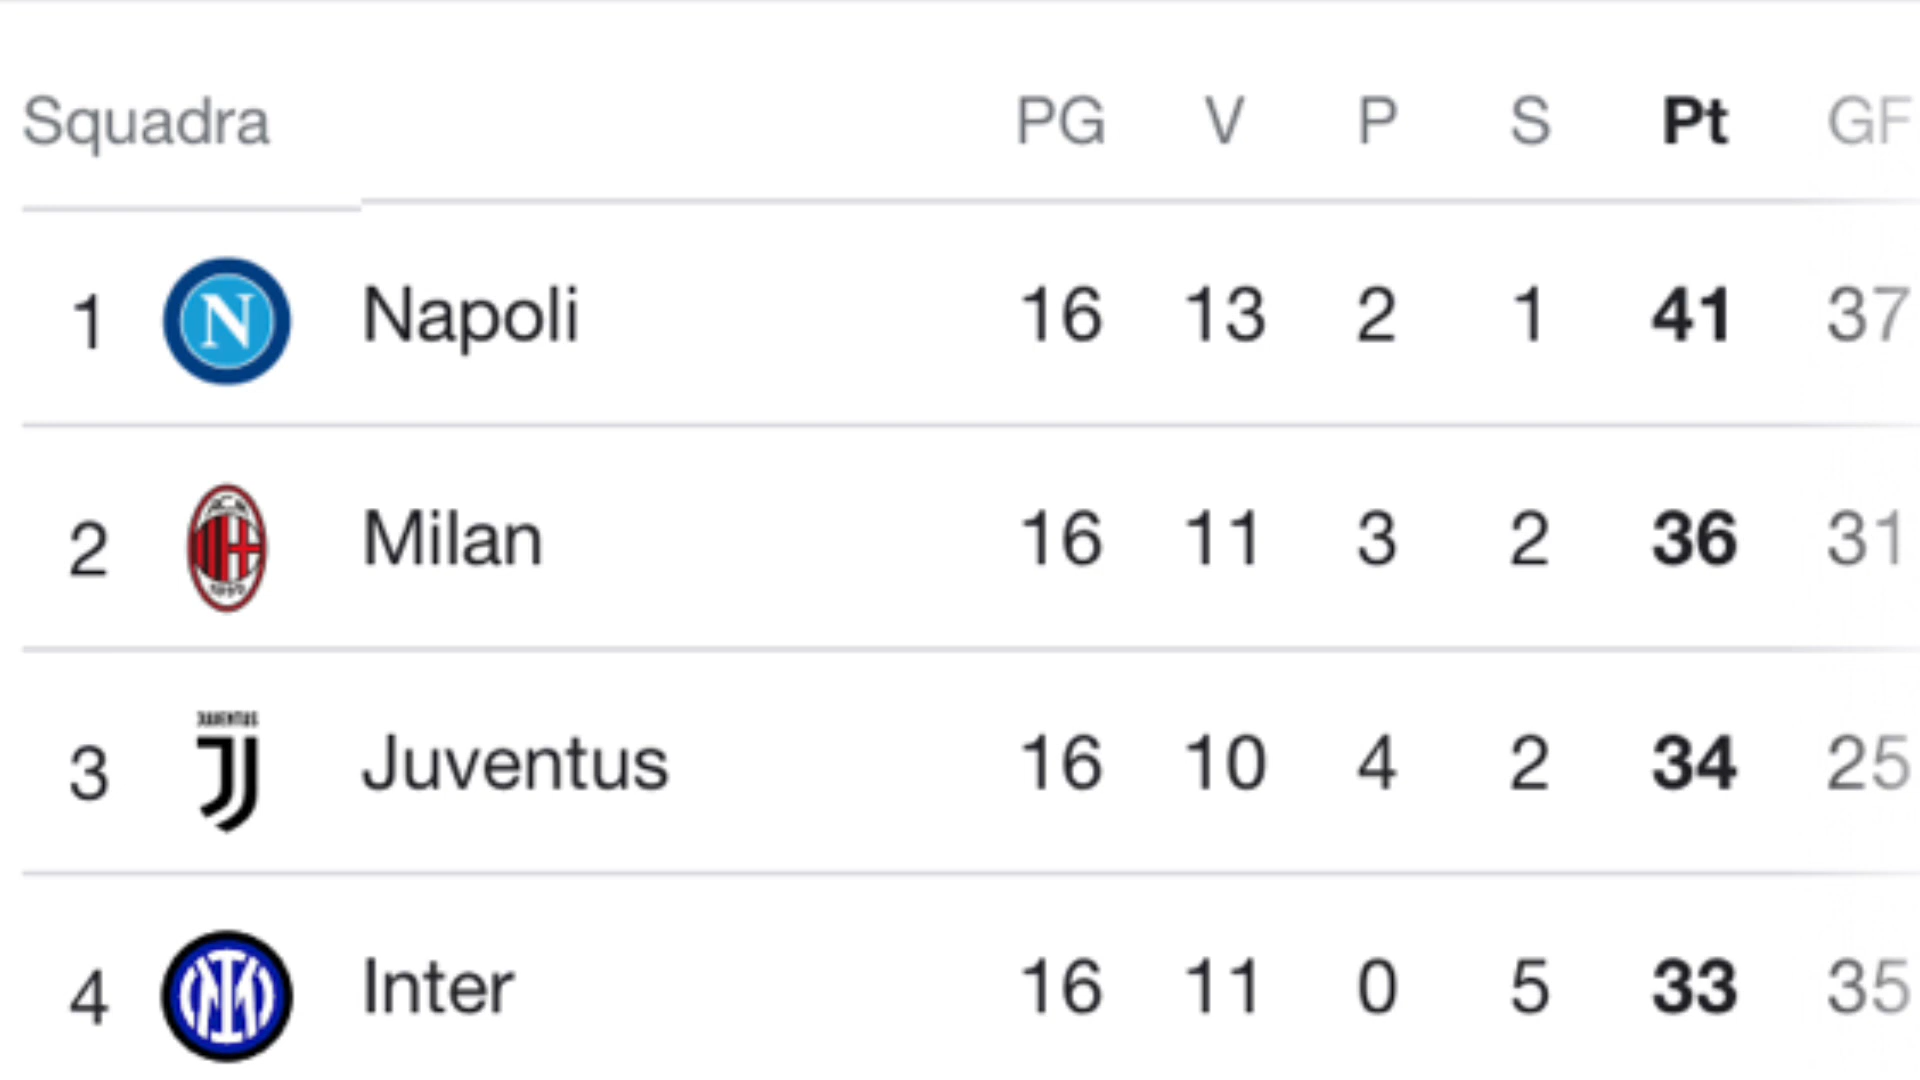 Squadra PG V P S Pt GF
1 N Napoli 16 13 2 1 41 37
2 Milan 16 11 3 2 36 31
JUVENTUS
3 Juventus 16 10 4 2 34 25
4 Inter 16 11 0 5 33 35